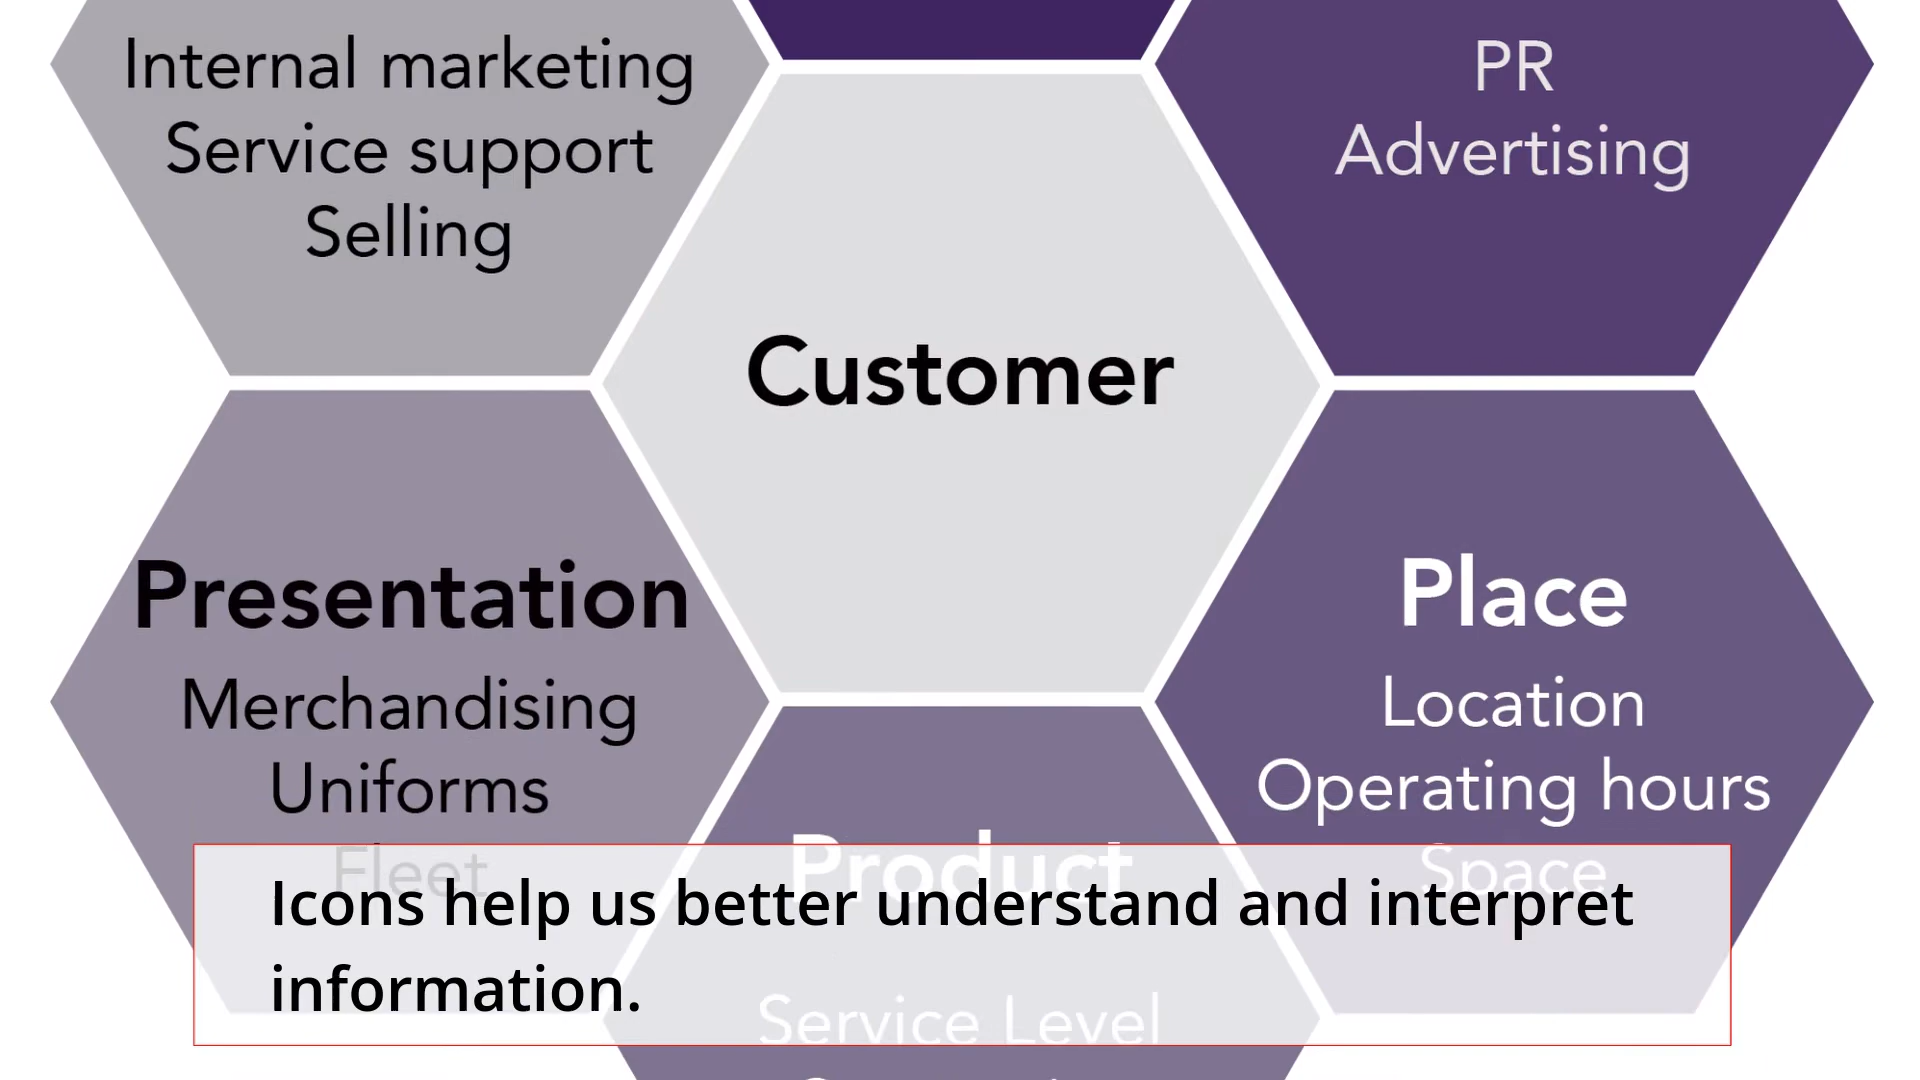 Internal marketing
Service support
Selling
PR
Advertising
Customer
Presentation
Merchandising
Uniforms
Fleet
Place
Location
Operating hours
Space
Product
Service Level
Icons help us better understand and interpret
information.